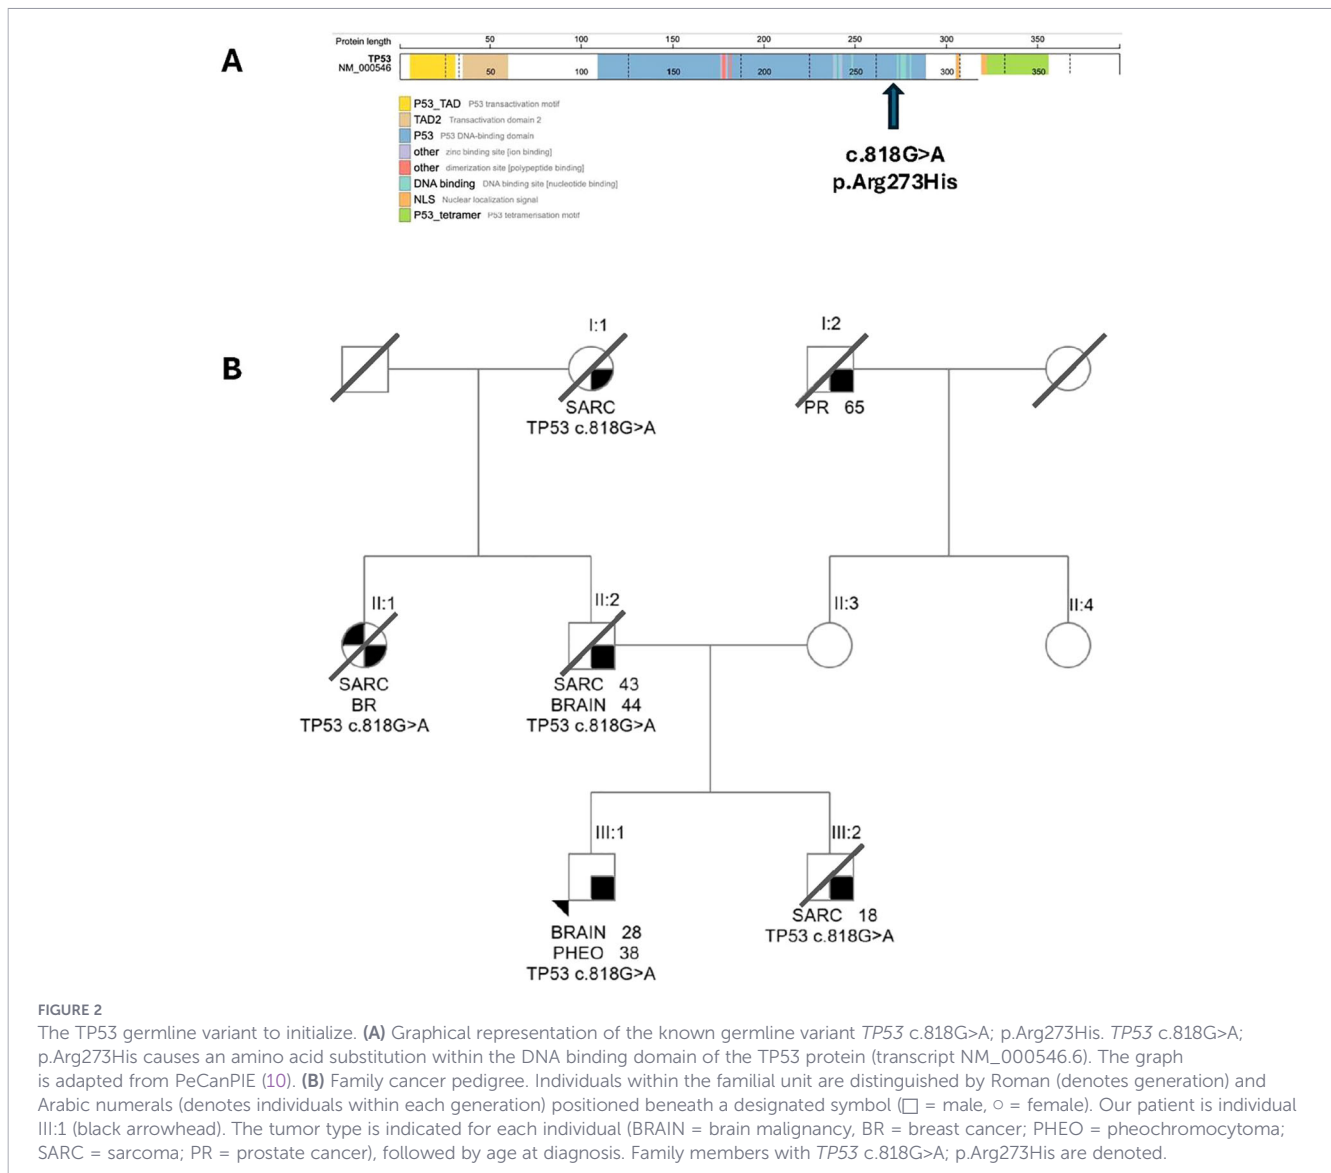 A
Protein length
50 100 150 200 250 300 350
TP53
NM_000546
50 100 150 200 250 300 350
P53_TAD P53 transactivation motif
TAD2 Transactivation domain 2
P53 P53 DNA-binding domain
other zinc binding site [ion binding]
other dimerization site [polypeptide binding]
DNA binding DNA binding site [nucleotide binding]
NLS Nuclear localization signal
P53_tetramer P53 tetramensation motif
c.818G>A
p.Arg273His
B
I:1
SARC
TP53 c.818G>A
I:2
PR 65
II:1
SARC
BR
TP53 c.818G>A
II:2
SARC 43
BRAIN 44
TP53 c.818G>A
II:3
II:4
III:1
BRAIN 28
PHEO 38
TP53 c.818G>A
III:2
SARC 18
TP53 c.818G>A
FIGURE 2
The TP53 germline variant to initialize. (A) Graphical representation of the known germline variant TP53 c.818G>A; p.Arg273His. TP53 c.818G>A;
p.Arg273His causes an amino acid substitution within the DNA binding domain of the TP53 protein (transcript NM_000546.6). The graph
is adapted from PeCanPIE (10). (B) Family cancer pedigree. Individuals within the familial unit are distinguished by Roman (denotes generation) and
Arabic numerals (denotes individuals within each generation) positioned beneath a designated symbol (□ = male, ○ = female). Our patient is individual
III:1 (black arrowhead). The tumor type is indicated for each individual (BRAIN = brain malignancy, BR = breast cancer; PHEO = pheochromocytoma;
SARC = sarcoma; PR = prostate cancer), followed by age at diagnosis. Family members with TP53 c.818G>A; p.Arg273His are denoted.